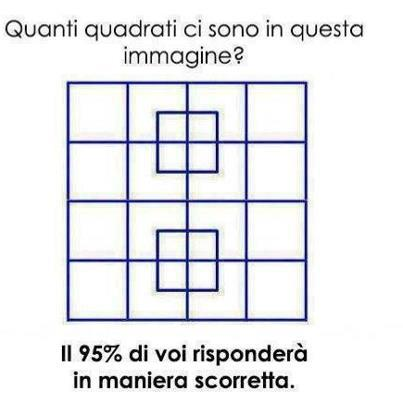 Quanti quadrati ci sono in questa
immagine?
Il 95% di voi risponderà
in maniera scorretta.